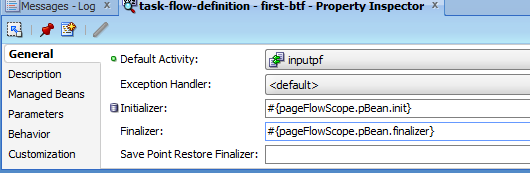 Messages - Log
task-flow-definition - first-btf - Property Inspector
General
Description
Managed Beans
Parameters
Behavior
Customization
Default Activity:
inputpf
Exception Handler:
<default>
Initializer:
#{pageFlowScope.pBean.init}
Finalizer:
#{pageFlowScope.pBean.finalizer}
Save Point Restore Finalizer: